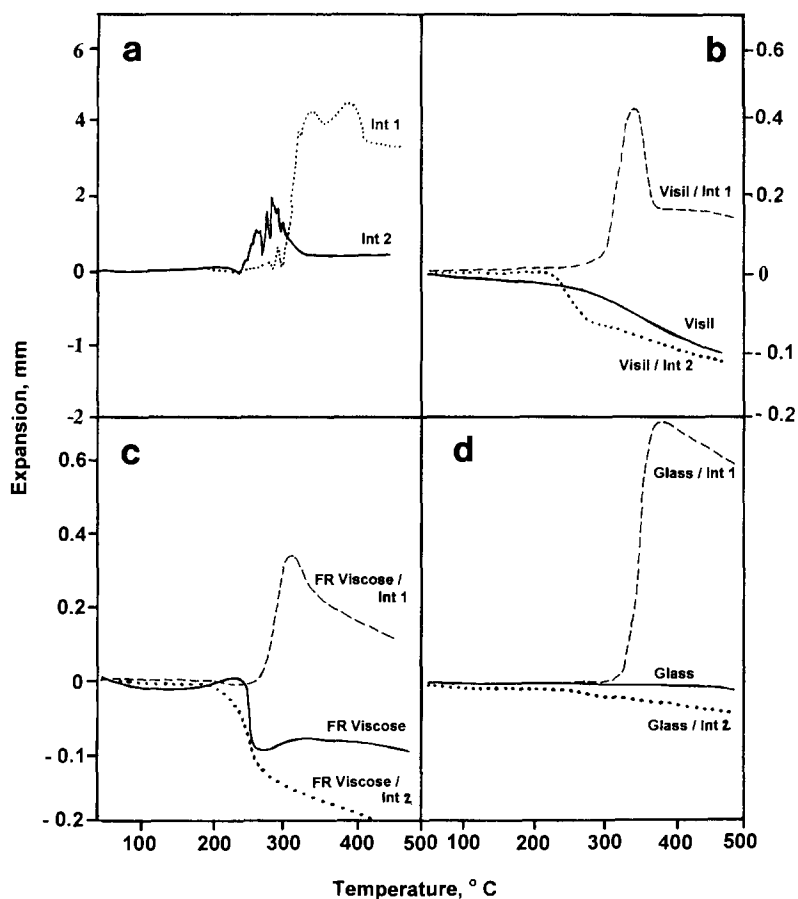 a
b
6
4
2
0
-1
-2
Int 1
Int 2
0.6
0.4
0.2
0
- 0.1
- 0.2
Visil / Int 1
Visil
Visil / Int 2
Expansion, mm
c
d
0.6
0.4
0.2
0
- 0.1
- 0.2
FR Viscose /
Int 1
FR Viscose
FR Viscose /
Int 2
Glass / Int 1
Glass
Glass / Int 2
100 200 300 400 500 100 200 300 400 500
Temperature, ° C